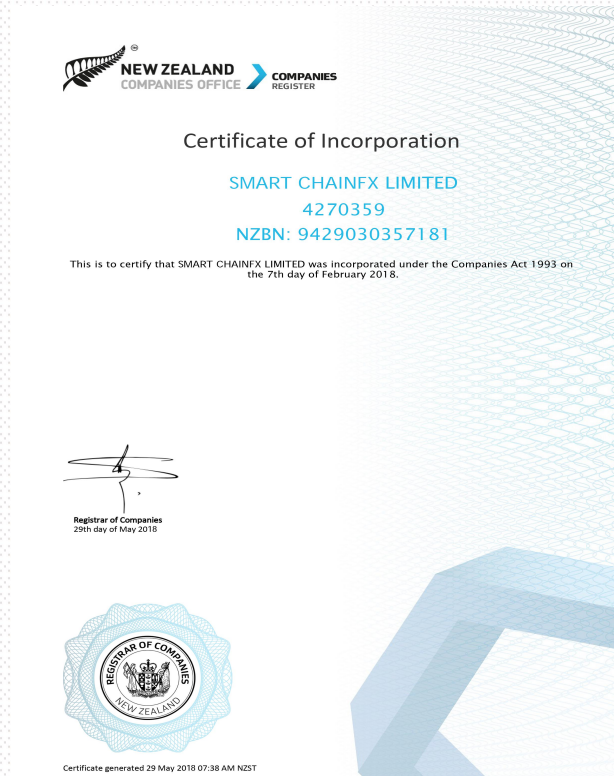 NEW ZEALAND
COMPANIES OFFICE
COMPANIES
REGISTER
Certificate of Incorporation
SMART CHAINFX LIMITED
4270359
NZBN: 9429030357181
This is to certify that SMART CHAINFX LIMITED was incorporated under the Companies Act 1993 on
the 7th day of February 2018.
Registrar of Companies
29th day of May 2018
REGISTRAR OF COMPANIES
NEW ZEALAND
Certificate generated 29 May 2018 07:38 AM NZST